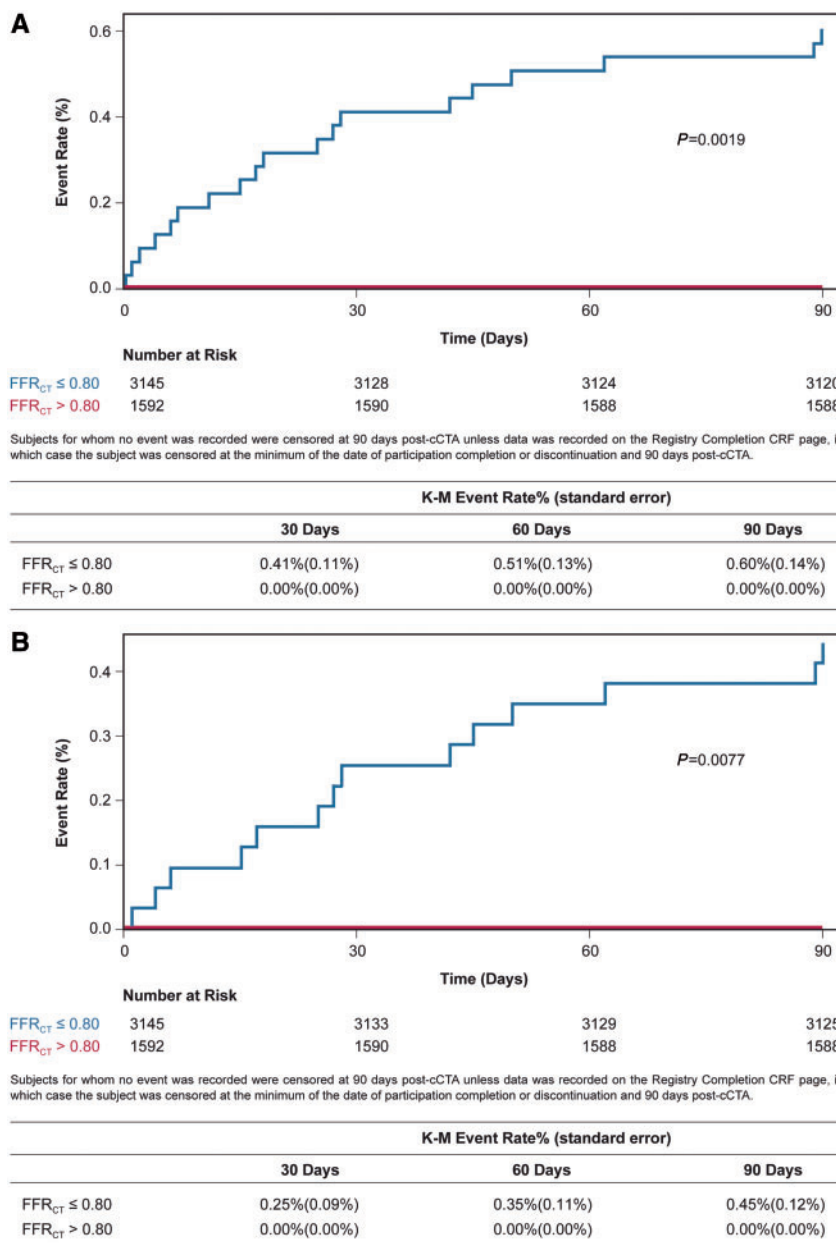 A
0.6
0.4
0.2
0.0
Event Rate (%)
P=0.0019
0 30 60 90
Time (Days)
Number at Risk
FFRCT ≤ 0.80 3145 3128 3124 3120
FFRCT > 0.80 1592 1590 1588 1588
Subjects for whom no event was recorded were censored at 90 days post-cCTA unless data was recorded on the Registry Completion CRF page,
which case the subject was censored at the minimum of the date of participation completion or discontinuation and 90 days post-cCTA.
K-M Event Rate% (standard error)
30 Days 60 Days 90 Days
FFRCT ≤ 0.80 0.41%(0.11%) 0.51%(0.13%) 0.60%(0.14%)
FFRCT > 0.80 0.00%(0.00%) 0.00%(0.00%) 0.00%(0.00%)
B
0.4
0.3
0.2
0.1
0.0
Event Rate (%)
P=0.0077
0 30 60 90
Time (Days)
Number at Risk
FFRCT ≤ 0.80 3145 3133 3129 3125
FFRCT > 0.80 1592 1590 1588 1588
Subjects for whom no event was recorded were censored at 90 days post-cCTA unless data was recorded on the Registry Completion CRF page,
which case the subject was censored at the minimum of the date of participation completion or discontinuation and 90 days post-cCTA.
K-M Event Rate% (standard error)
30 Days 60 Days 90 Days
FFRCT ≤ 0.80 0.25%(0.09%) 0.35%(0.11%) 0.45%(0.12%)
FFRCT > 0.80 0.00%(0.00%) 0.00%(0.00%) 0.00%(0.00%)